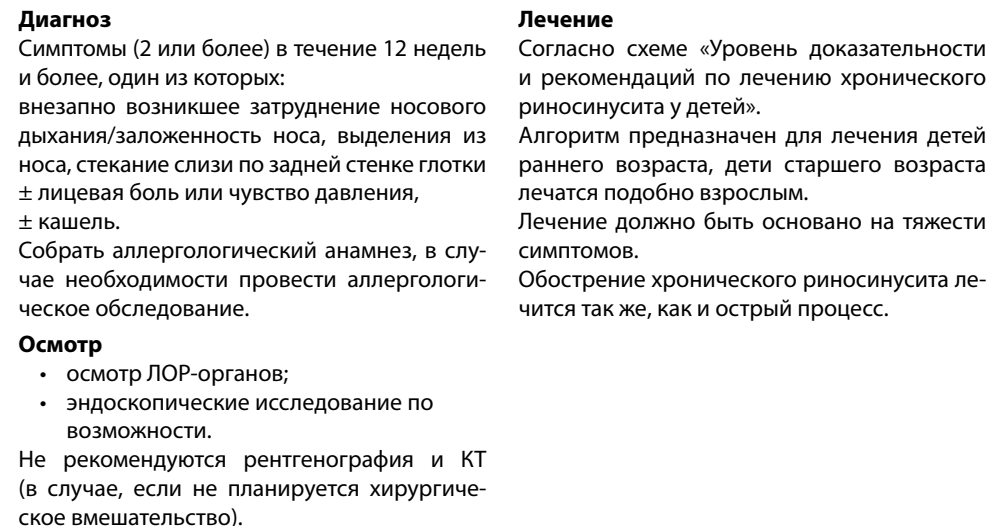 Диагноз
Симптомы (2 или более) в течение 12 недель
и более, один из которых:
внезапно возникшее затруднение носового
дыхания/заложенность носа, выделения из
носа, стекание слизи по задней стенке глотки
± лицевая боль или чувство давления,
± кашель.
Собрать аллергологический анамнез, в слу-
чае необходимости провести аллергологи-
ческое обследование.
Осмотр
• осмотр ЛОР-органов;
• эндоскопические исследование по
возможности.
Не рекомендуются рентгенография и КТ
(в случае, если не планируется хирургиче-
ское вмешательство).
Лечение
Согласно схеме «Уровень доказательности
и рекомендаций по лечению хронического
риносинусита у детей».
Алгоритм предназначен для лечения детей
раннего возраста, дети старшего возраста
лечатся подобно взрослым.
Лечение должно быть основано на тяжести
симптомов.
Обострение хронического риносинусита ле-
чится так же, как и острый процесс.